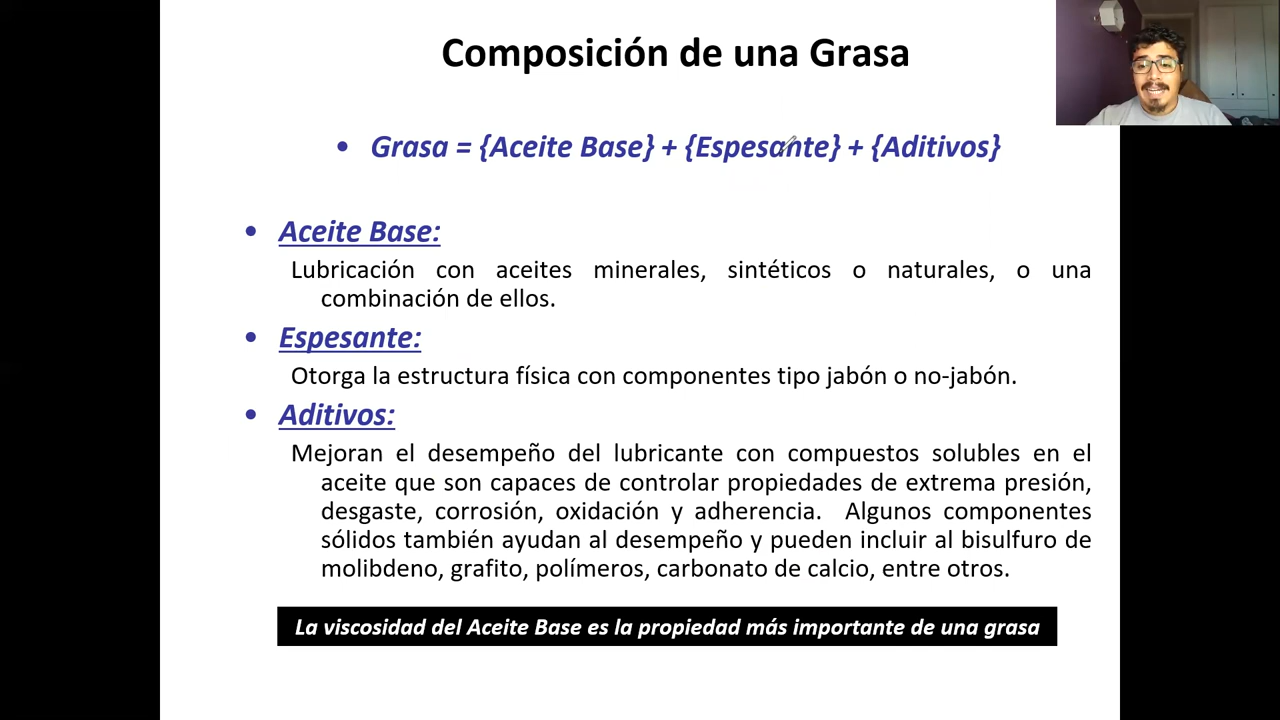 Composición de una Grasa
• Grasa = {Aceite Base} + {Espesante} + {Aditivos}
• Aceite Base:
Lubricación con aceites minerales, sintéticos o naturales, o una
combinación de ellos.
• Espesante:
Otorga la estructura física con componentes tipo jabón o no-jabón.
• Aditivos:
Mejoran el desempeño del lubricante con compuestos solubles en el
aceite que son capaces de controlar propiedades de extrema presión,
desgaste, corrosión, oxidación y adherencia. Algunos componentes
sólidos también ayudan al desempeño y pueden incluir al bisulfuro de
molibdeno, grafito, polímeros, carbonato de calcio, entre otros.
La viscosidad del Aceite Base es la propiedad más importante de una grasa